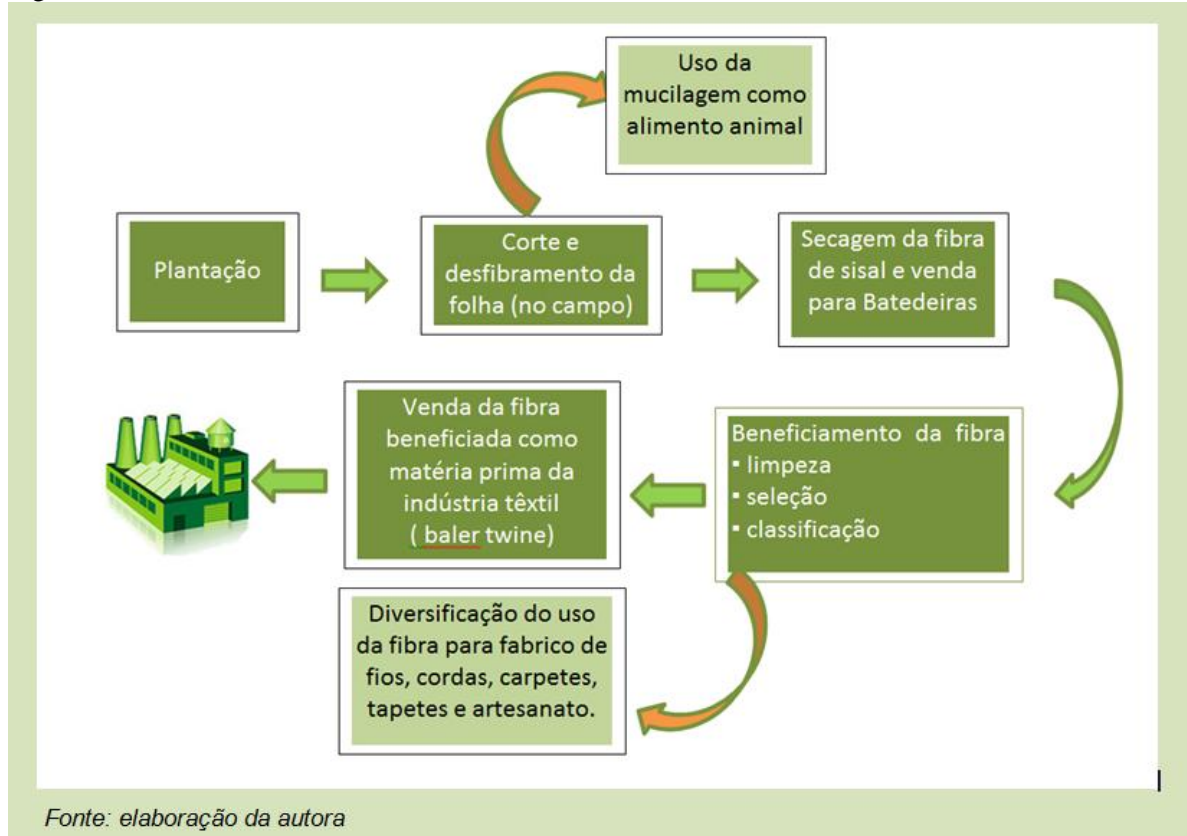 Uso da
mucilagem como
alimento animal
Plantação
Corte e
desfibramento da
folha (no campo)
Secagem da fibra
de sisal e venda
para Batedeiras
Venda da fibra
beneficiada como
matéria prima da
indústria têxtil
( baler twine)
Beneficiamento da fibra
▪ limpeza
▪ seleção
▪ classificação
Diversificação do uso
da fibra para fabrico de
fios, cordas, carpetes,
tapetes e artesanato.
Fonte: elaboração da autora